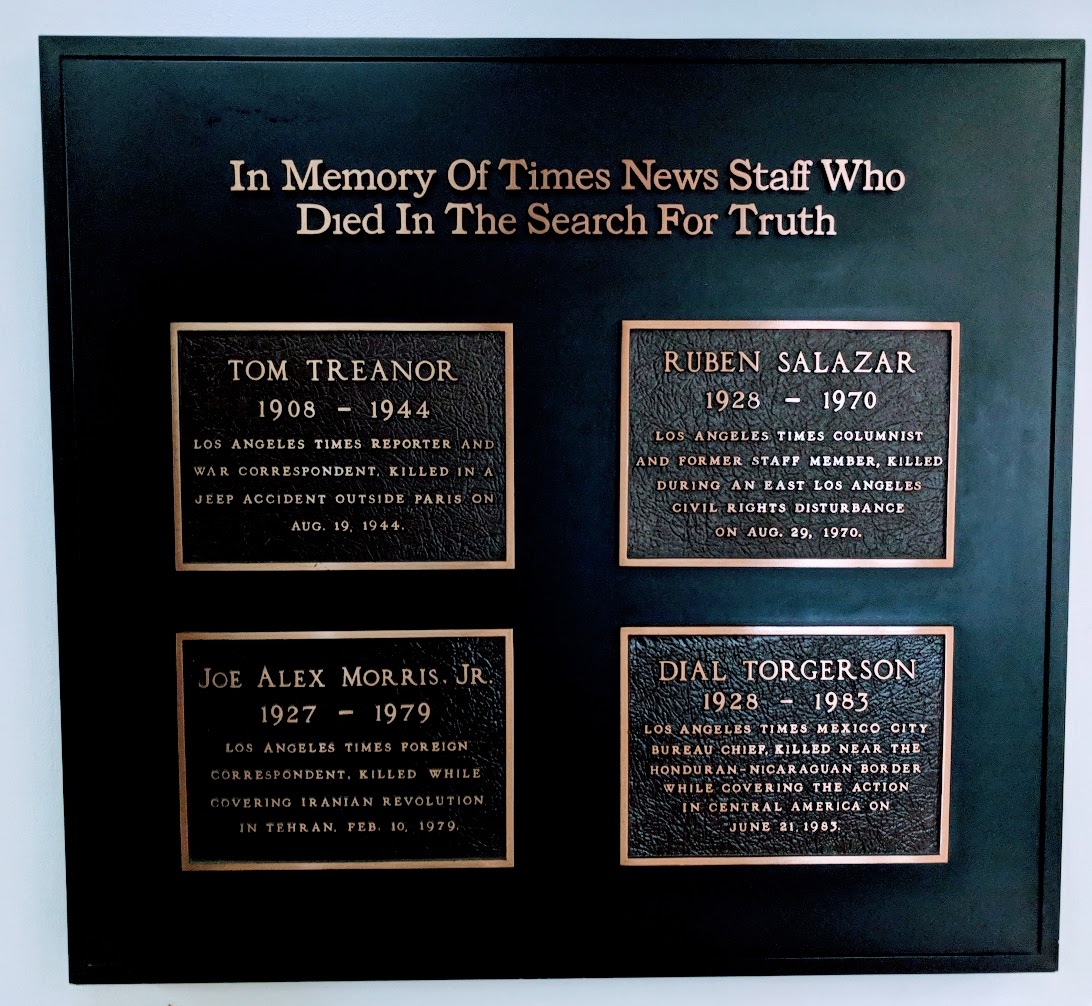 In Memory Of Times News Staff Who
Died In The Search For Truth
TOM TREANOR
1908 – 1944
LOS ANGELES TIMES REPORTER AND
WAR CORRESPONDENT, KILLED IN A
JEEP ACCIDENT OUTSIDE PARIS ON
AUG. 19, 1944.
RUBEN SALAZAR
1928 – 1970
LOS ANGELES TIMES COLUMNIST
AND FORMER STAFF MEMBER, KILLED
DURING AN EAST LOS ANGELES
CIVIL RIGHTS DISTURBANCE
ON AUG. 29, 1970.
JOE ALEX MORRIS, JR.
1927 – 1979
LOS ANGELES TIMES FOREIGN
CORRESPONDENT, KILLED WHILE
COVERING IRANIAN REVOLUTION
IN TEHRAN, FEB. 10, 1979.
DIAL TORGERSON
1928 – 1983
LOS ANGELES TIMES MEXICO CITY
BUREAU CHIEF, KILLED NEAR THE
HONDURAN-NICARAGUAN BORDER
WHILE COVERING THE ACTION
IN CENTRAL AMERICA ON
JUNE 21, 1983.